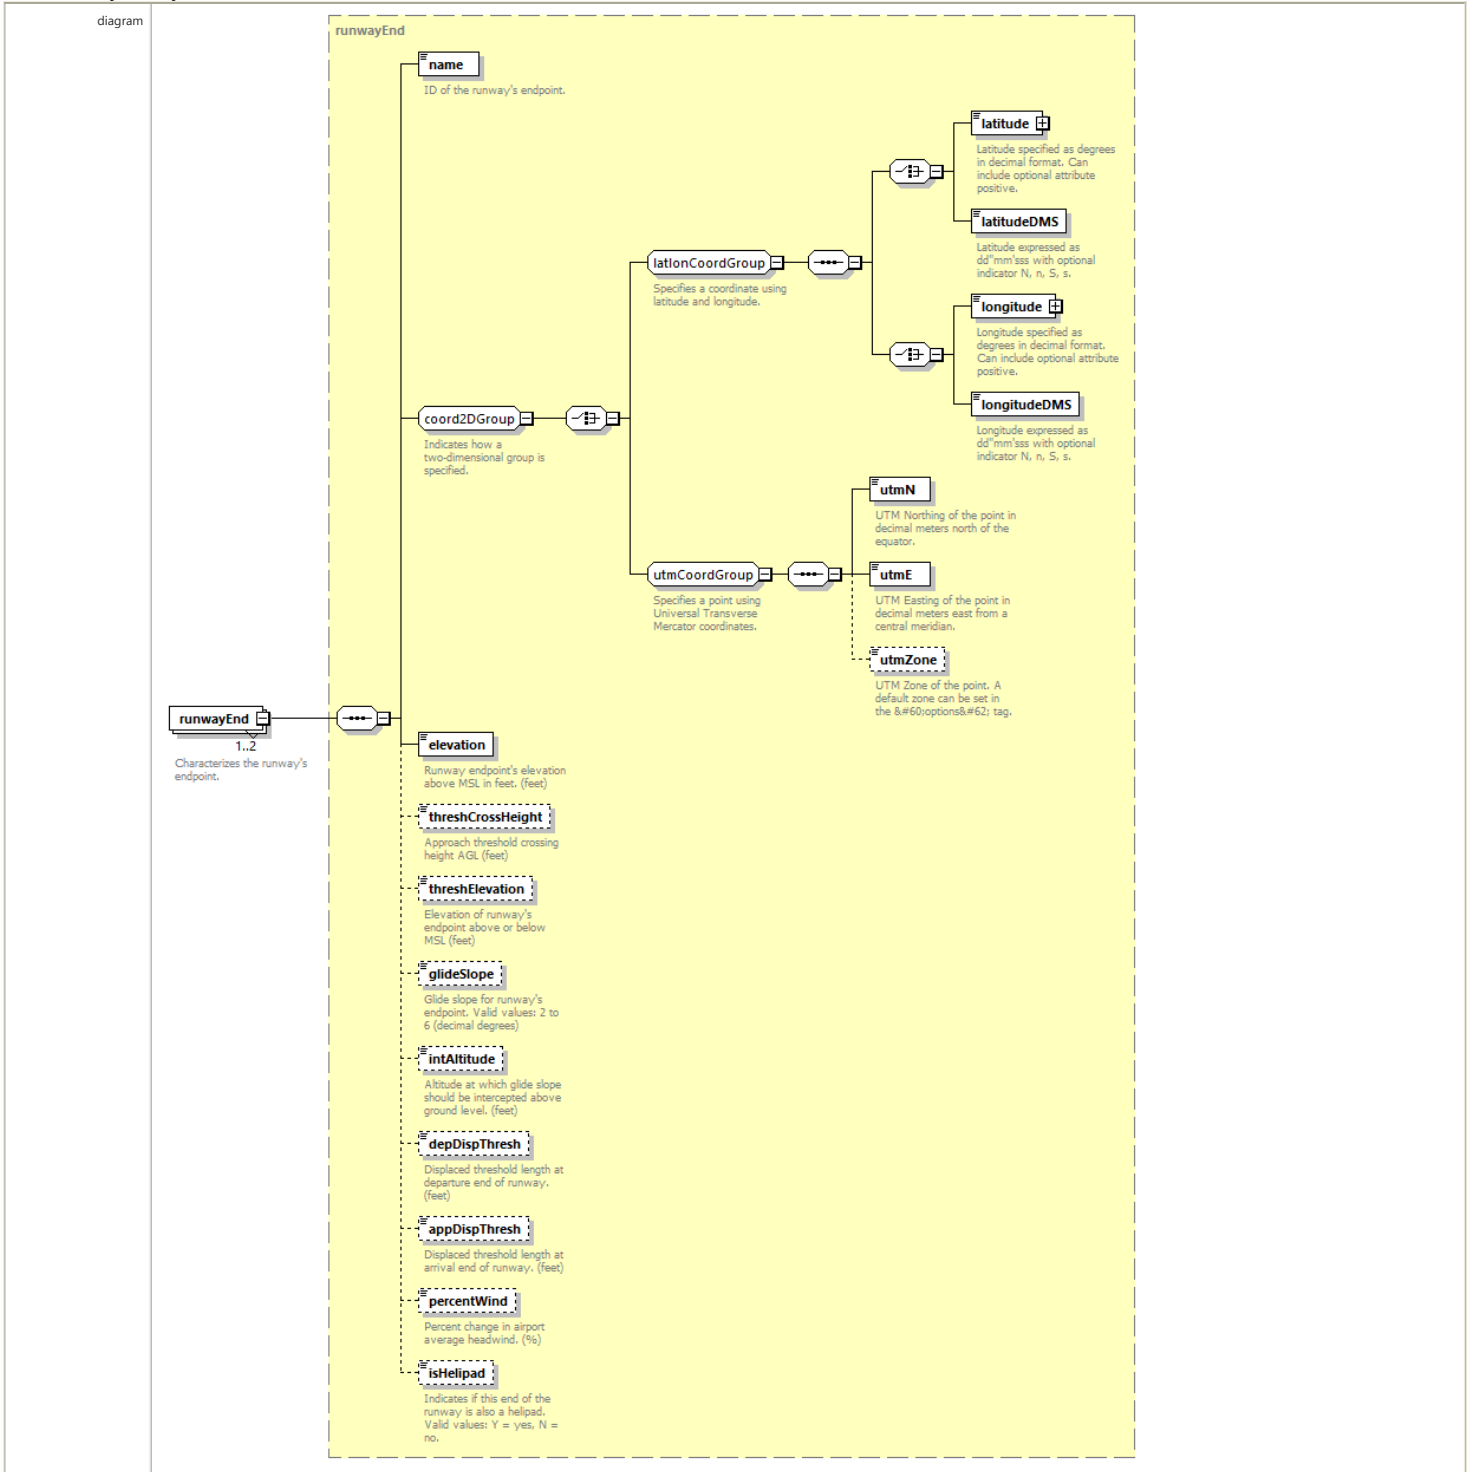 diagram
runwayEnd
name
ID of the runway's endpoint.
latitude
Latitude specified as degrees
in decimal format. Can
include optional attribute
positive.
latitudeDMS
Latitude expressed as
dd"mm'sss with optional
indicator N, n, S, s.
latlonCoordGroup
Specifies a coordinate using
latitude and longitude.
longitude
Longitude specified as
degrees in decimal format.
Can include optional attribute
positive.
longitudeDMS
Longitude expressed as
dd"mm'sss with optional
indicator N, n, S, s.
coord2DGroup
Indicates how a
two-dimensional group is
specified.
utmN
UTM Northing of the point in
decimal meters north of the
equator.
utmCoordGroup
Specifies a point using
Universal Transverse
Mercator coordinates.
utmE
UTM Easting of the point in
decimal meters east from a
central meridian.
utmZone
UTM Zone of the point. A
default zone can be set in
the &#60;options&#62; tag.
runwayEnd
1..2
Characterizes the runway's
endpoint.
elevation
Runway endpoint's elevation
above MSL in feet. (feet)
threshCrossHeight
Approach threshold crossing
height AGL (feet)
threshElevation
Elevation of runway's
endpoint above or below
MSL (feet)
glideSlope
Glide slope for runway's
endpoint. Valid values: 2 to
6 (decimal degrees)
intAltitude
Altitude at which glide slope
should be intercepted above
ground level. (feet)
depDispThresh
Displaced threshold length at
departure end of runway.
(feet)
appDispThresh
Displaced threshold length at
arrival end of runway. (feet)
percentWind
Percent change in airport
average headwind. (%)
isHelipad
Indicates if this end of the
runway is also a helipad.
Valid values: Y = yes, N =
no.